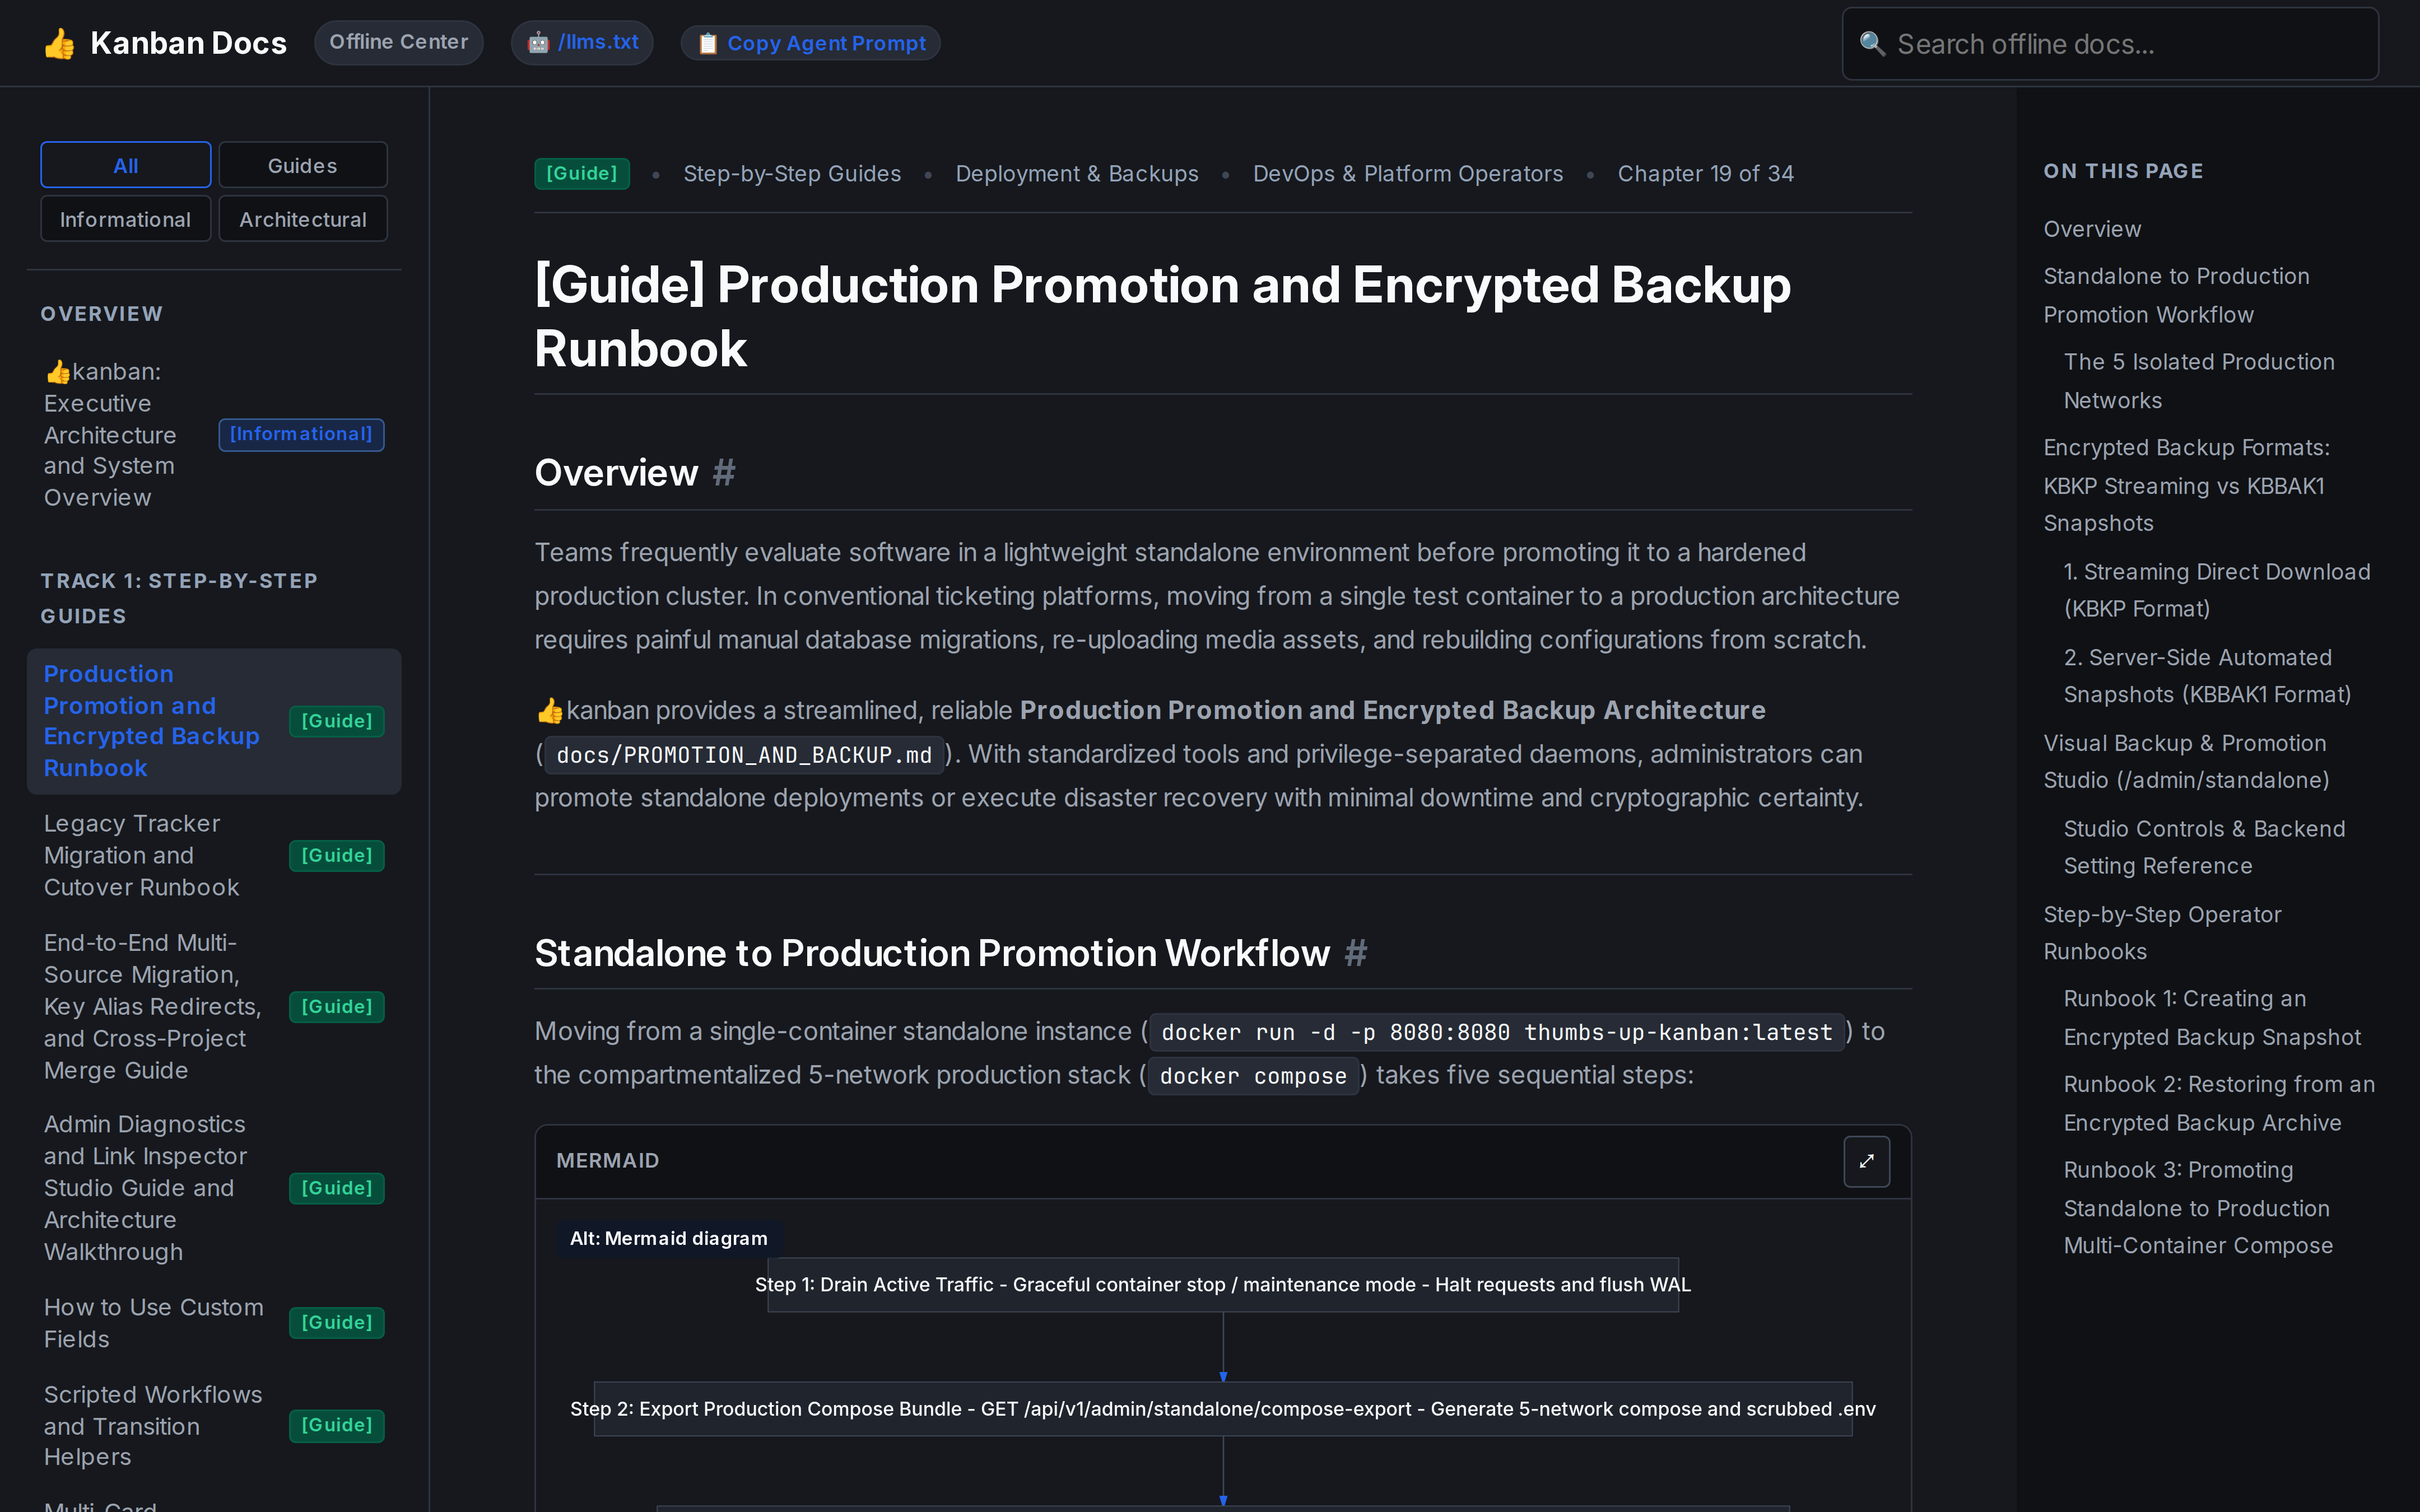 👍 Kanban Docs
Offline Center
🤖 /llms.txt
📋 Copy Agent Prompt
🔍 Search offline docs...
All
Guides
Informational
Architectural
OVERVIEW
👍kanban:
Executive
Architecture
and System
Overview
[Informational]
TRACK 1: STEP-BY-STEP
GUIDES
Production
Promotion and
Encrypted Backup
Runbook
[Guide]
Legacy Tracker
Migration and
Cutover Runbook
[Guide]
End-to-End Multi-
Source Migration,
Key Alias Redirects,
and Cross-Project
Merge Guide
[Guide]
Admin Diagnostics
and Link Inspector
Studio Guide and
Architecture
Walkthrough
[Guide]
How to Use Custom
Fields
[Guide]
Scripted Workflows
and Transition
Helpers
[Guide]
Multi-Card
[Guide] • Step-by-Step Guides • Deployment & Backups • DevOps & Platform Operators • Chapter 19 of 34
[Guide] Production Promotion and Encrypted Backup
Runbook
Overview #
Teams frequently evaluate software in a lightweight standalone environment before promoting it to a hardened
production cluster. In conventional ticketing platforms, moving from a single test container to a production architecture
requires painful manual database migrations, re-uploading media assets, and rebuilding configurations from scratch.
👍kanban provides a streamlined, reliable Production Promotion and Encrypted Backup Architecture
(docs/PROMOTION_AND_BACKUP.md). With standardized tools and privilege-separated daemons, administrators can
promote standalone deployments or execute disaster recovery with minimal downtime and cryptographic certainty.
Standalone to Production Promotion Workflow #
Moving from a single-container standalone instance (docker run -d -p 8080:8080 thumbs-up-kanban:latest) to
the compartmentalized 5-network production stack (docker compose) takes five sequential steps:
MERMAID
⤢
Alt: Mermaid diagram
Step 1: Drain Active Traffic - Graceful container stop / maintenance mode - Halt requests and flush WAL
Step 2: Export Production Compose Bundle - GET /api/v1/admin/standalone/compose-export - Generate 5-network compose and scrubbed .env
ON THIS PAGE
Overview
Standalone to Production
Promotion Workflow
The 5 Isolated Production
Networks
Encrypted Backup Formats:
KBKP Streaming vs KBBAK1
Snapshots
1. Streaming Direct Download
(KBKP Format)
2. Server-Side Automated
Snapshots (KBBAK1 Format)
Visual Backup & Promotion
Studio (/admin/standalone)
Studio Controls & Backend
Setting Reference
Step-by-Step Operator
Runbooks
Runbook 1: Creating an
Encrypted Backup Snapshot
Runbook 2: Restoring from an
Encrypted Backup Archive
Runbook 3: Promoting
Standalone to Production
Multi-Container Compose